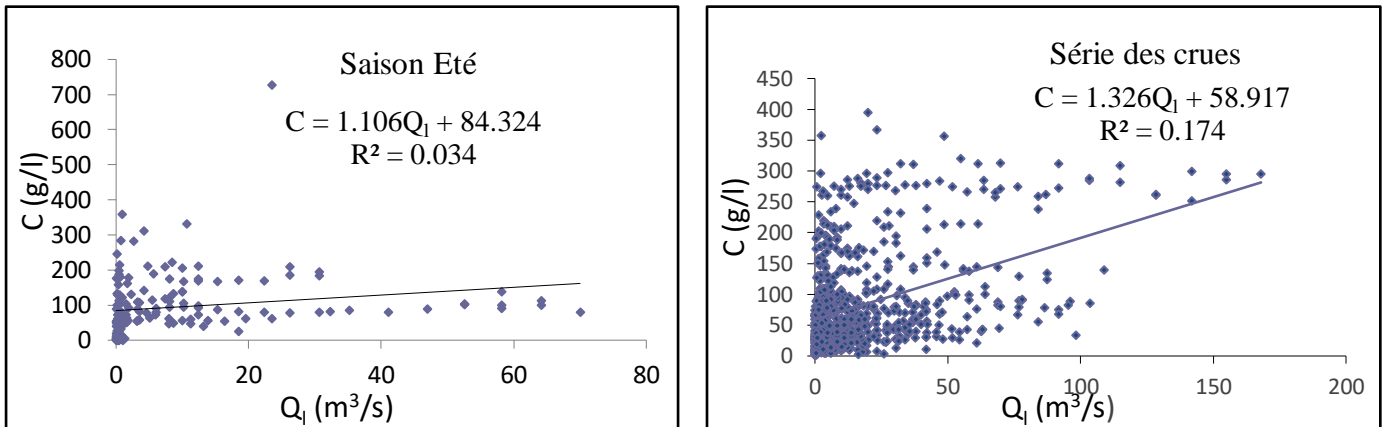 Saison Eté
C = 1.106Qₗ + 84.324
R² = 0.034
C (g/l)
800
700
600
500
400
300
200
100
0
0 20 40 60 80
Qₗ (m³/s)
Série des crues
C = 1.326Qₗ + 58.917
R² = 0.174
C (g/l)
450
400
350
300
250
200
150
100
50
0
0 50 100 150 200
Qₗ (m³/s)